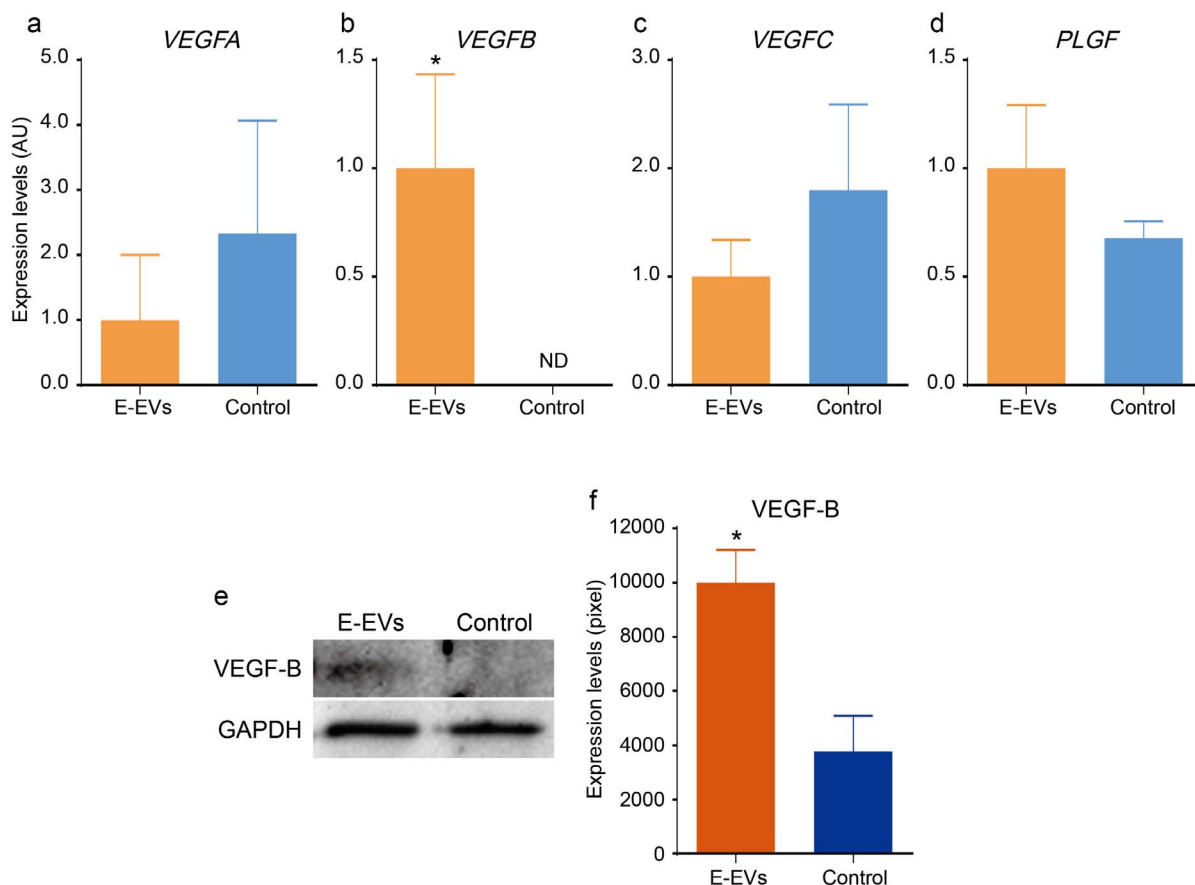 a
VEGFA
Expression levels (AU)
5.0
4.0
3.0
2.0
1.0
0.0
E-EVs
Control
b
VEGFB
1.5
1.0
0.5
0.0
*
ND
E-EVs
Control
c
VEGFC
3.0
2.0
1.0
0.0
E-EVs
Control
d
PLGF
1.5
1.0
0.5
0.0
E-EVs
Control
e
E-EVs Control
VEGF-B
GAPDH
f
VEGF-B
Expression levels (pixel)
12000
10000
8000
6000
4000
2000
0
*
E-EVs
Control